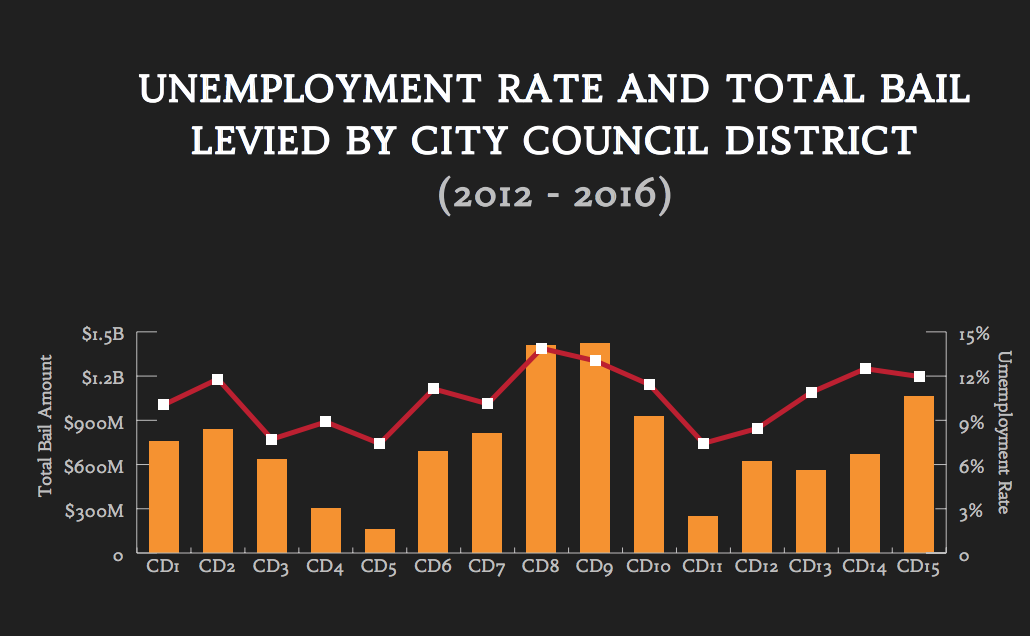 UNEMPLOYMENT RATE AND TOTAL BAIL
LEVIED BY CITY COUNCIL DISTRICT
(2012 - 2016)
Total Bail Amount
$1.5B
$1.2B
$900M
$600M
$300M
0
15%
12%
9%
6%
3%
0
Umemployment Rate
CD1 CD2 CD3 CD4 CD5 CD6 CD7 CD8 CD9 CD10 CD11 CD12 CD13 CD14 CD15